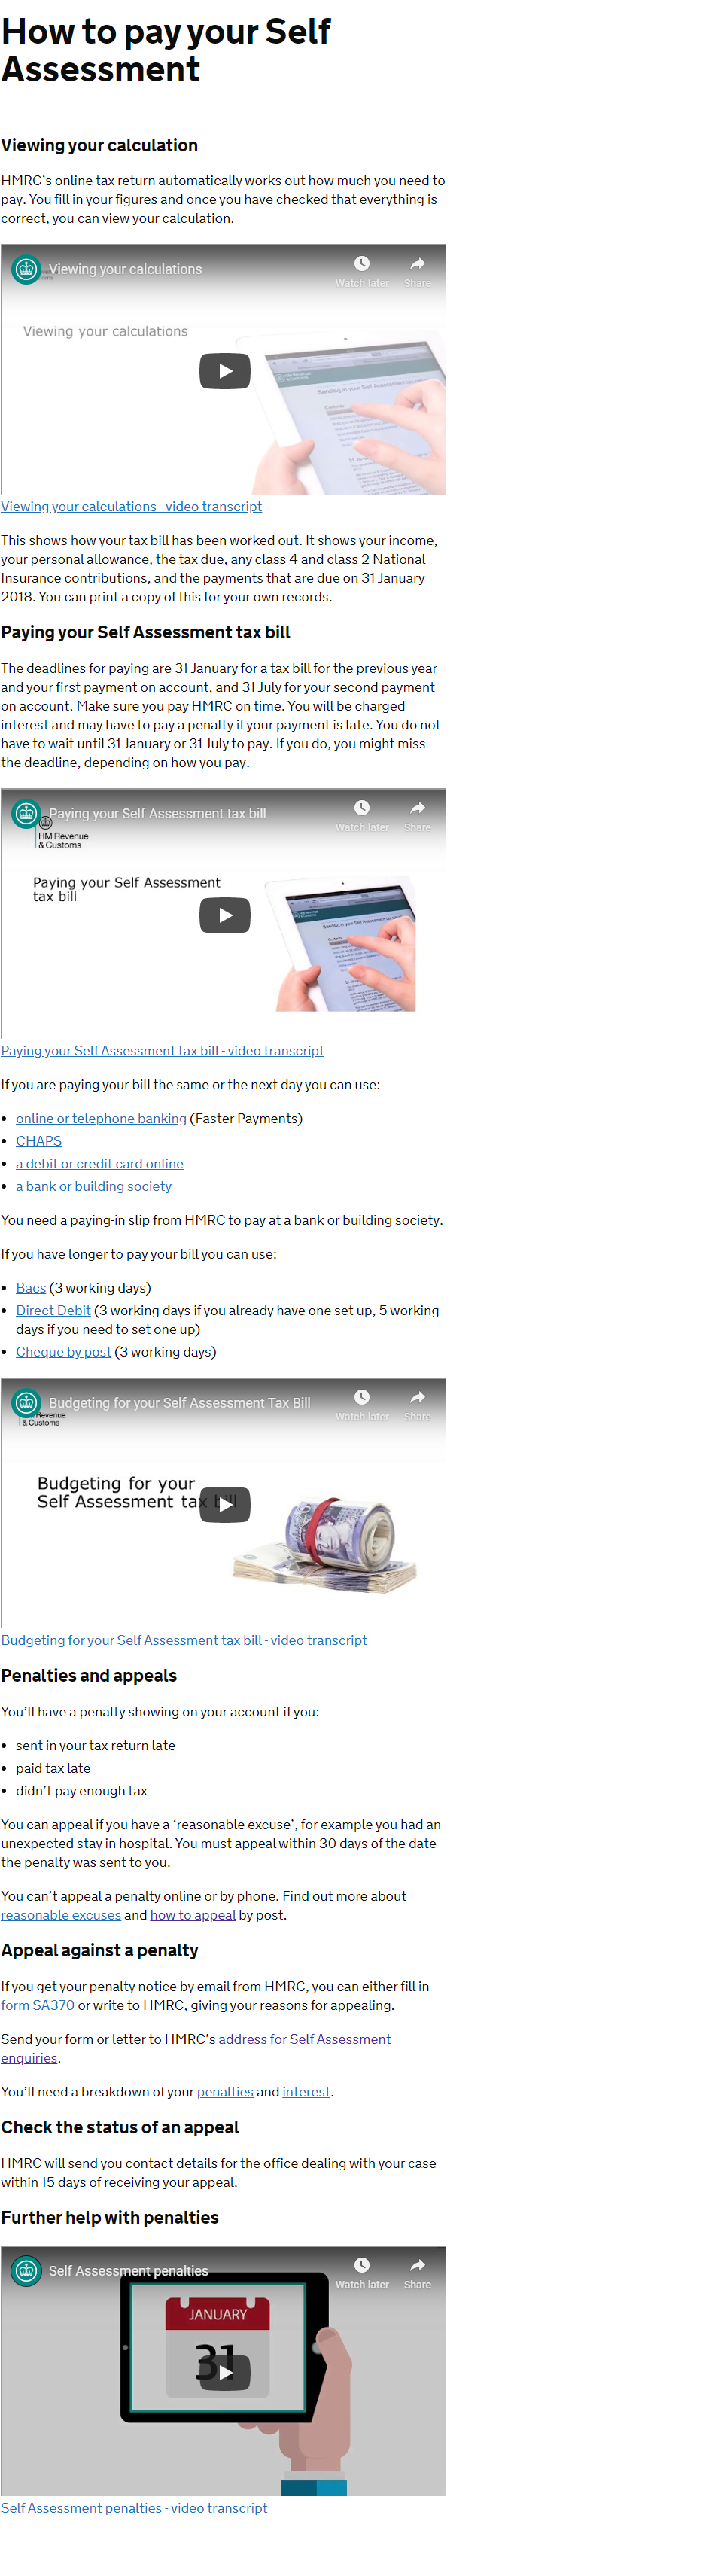 How to pay your Self
Assessment
Viewing your calculation
HMRC's online tax return automatically works out how much you need to
pay. You fill in your figures and once you have checked that everything is
correct, you can view your calculation.
Viewing your calculations
Watch later
Share
Viewing your calculations
Sending in your Self Assessment tax
Viewing your calculations - video transcript
This shows how your tax bill has been worked out. It shows your income,
your personal allowance, the tax due, any class 4 and class 2 National
Insurance contributions, and the payments that are due on 31 January
2018. You can print a copy of this for your own records.
Paying your Self Assessment tax bill
The deadlines for paying are 31 January for a tax bill for the previous year
and your first payment on account, and 31 July for your second payment
on account. Make sure you pay HMRC on time. You will be charged
interest and may have to pay a penalty if your payment is late. You do not
have to wait until 31 January or 31 July to pay. If you do, you might miss
the deadline, depending on how you pay.
Paying your Self Assessment tax bill
Watch later
Share
HM Revenue
& Customs
Paying your Self Assessment
tax bill
Sending in your Self Assessment tax
Paying your Self Assessment tax bill - video transcript
If you are paying your bill the same or the next day you can use:
• online or telephone banking (Faster Payments)
• CHAPS
• a debit or credit card online
• a bank or building society
You need a paying-in slip from HMRC to pay at a bank or building society.
If you have longer to pay your bill you can use:
• Bacs (3 working days)
• Direct Debit (3 working days if you already have one set up, 5 working
days if you need to set one up)
• Cheque by post (3 working days)
Budgeting for your Self Assessment Tax Bill
Watch later
Share
Revenue
& Customs
Budgeting for your
Self Assessment tax bill
Budgeting for your Self Assessment tax bill - video transcript
Penalties and appeals
You'll have a penalty showing on your account if you:
• sent in your tax return late
• paid tax late
• didn't pay enough tax
You can appeal if you have a ‘reasonable excuse’, for example you had an
unexpected stay in hospital. You must appeal within 30 days of the date
the penalty was sent to you.
You can't appeal a penalty online or by phone. Find out more about
reasonable excuses and how to appeal by post.
Appeal against a penalty
If you get your penalty notice by email from HMRC, you can either fill in
form SA370 or write to HMRC, giving your reasons for appealing.
Send your form or letter to HMRC's address for Self Assessment
enquiries.
You'll need a breakdown of your penalties and interest.
Check the status of an appeal
HMRC will send you contact details for the office dealing with your case
within 15 days of receiving your appeal.
Further help with penalties
Self Assessment penalties
Watch later
Share
JANUARY
31
Self Assessment penalties - video transcript